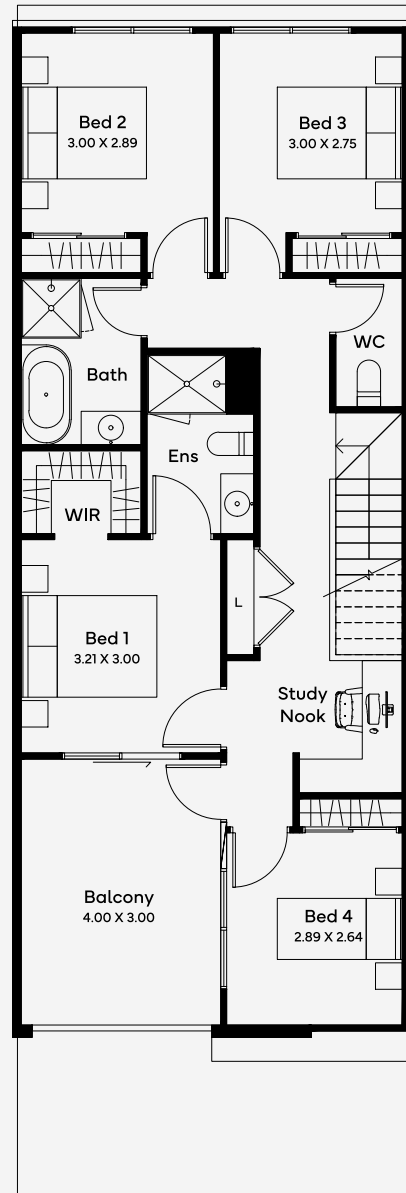 Bed 2
3.00 X 2.89
Bed 3
3.00 X 2.75
WC
Bath
Ens
WIR
L
Bed 1
3.21 X 3.00
Study
Nook
Balcony
4.00 X 3.00
Bed 4
2.89 X 2.64